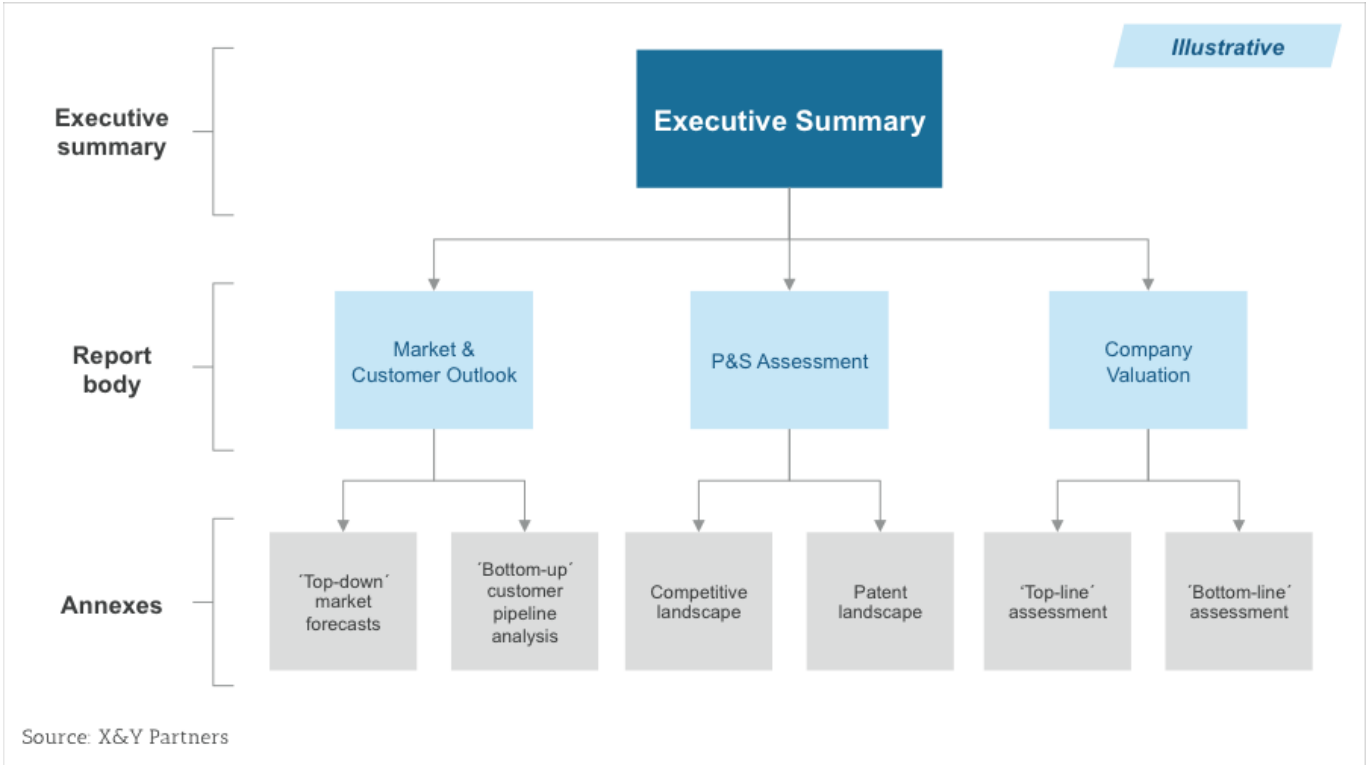 Illustrative
Executive
summary
Executive Summary
Report
body
Market &
Customer Outlook
P&S Assessment
Company
Valuation
Annexes
´Top-down´
market
forecasts
´Bottom-up´
customer
pipeline
analysis
Competitive
landscape
Patent
landscape
‘Top-line´
assessment
´Bottom-line´
assessment
Source: X&Y Partners